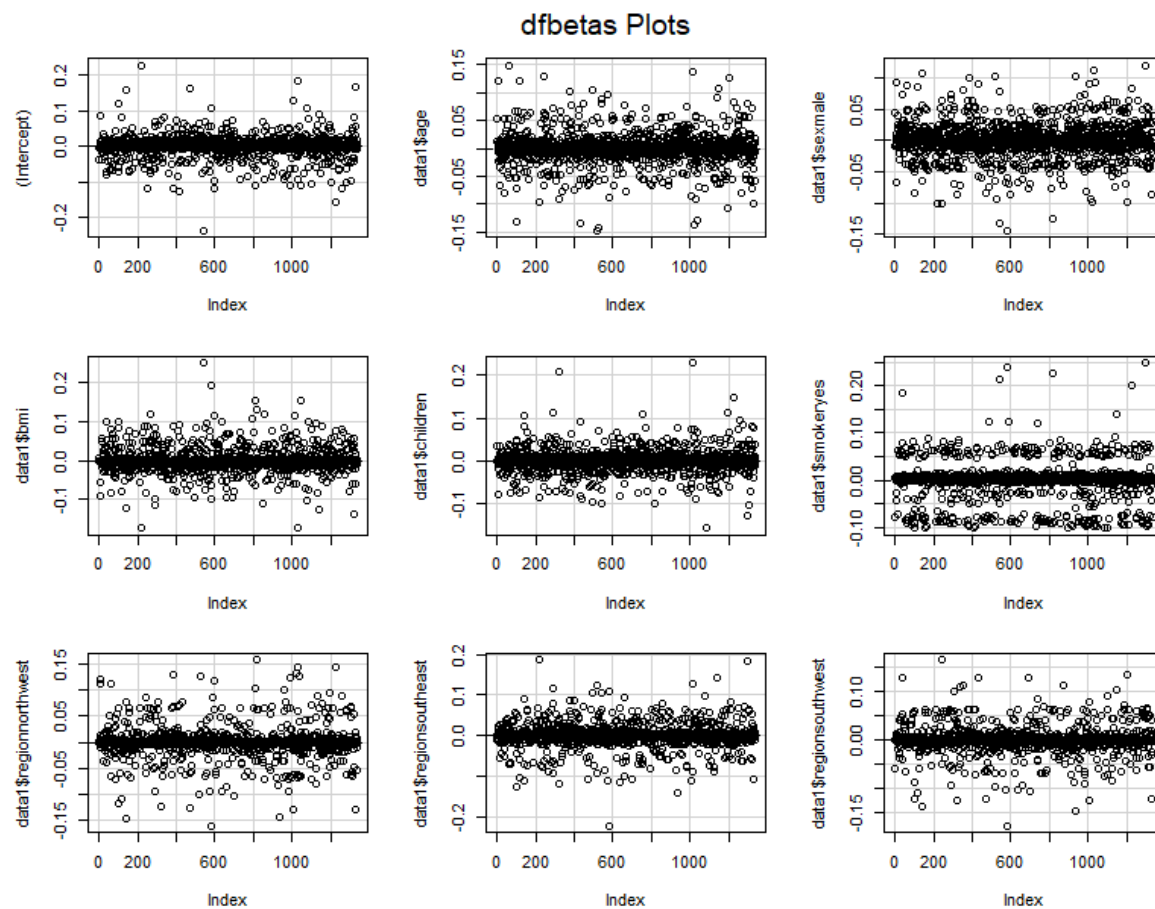 dfbetas Plots
(Intercept)
0.2
0.1
0.0
-0.2
0 200 600 1000
Index
data1$age
0.15
0.05
-0.05
-0.15
0 200 600 1000
Index
data1$sexmale
0.05
-0.05
-0.15
0 200 600 1000
Index
data1$bmi
0.2
0.1
0.0
-0.1
0 200 600 1000
Index
data1$children
0.2
0.1
0.0
-0.1
0 200 600 1000
Index
data1$smokeryes
0.20
0.10
0.00
-0.10
0 200 600 1000
Index
data1$regionnorthwest
0.15
0.05
-0.05
-0.15
0 200 600 1000
Index
data1$regionsoutheast
0.2
0.1
0.0
-0.2
0 200 600 1000
Index
data1$regionsouthwest
0.10
0.00
-0.15
0 200 600 1000
Index